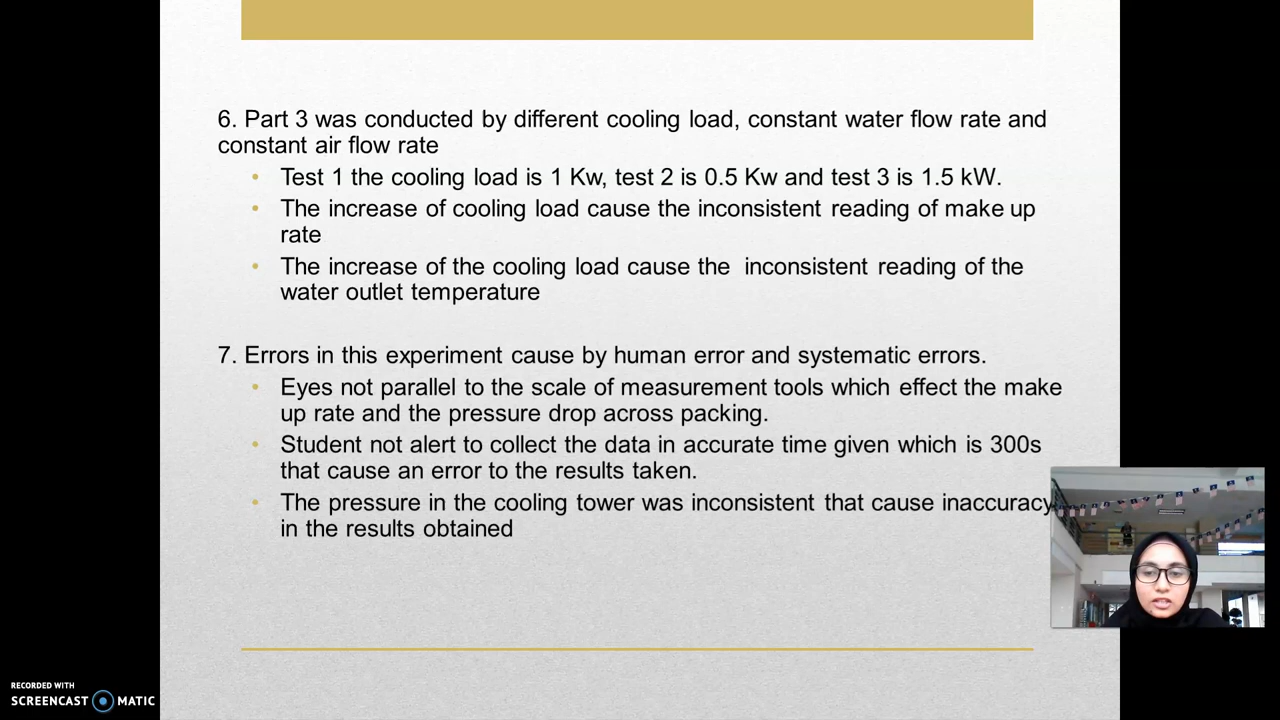 6. Part 3 was conducted by different cooling load, constant water flow rate and
constant air flow rate
• Test 1 the cooling load is 1 Kw, test 2 is 0.5 Kw and test 3 is 1.5 kW.
• The increase of cooling load cause the inconsistent reading of make up
rate
• The increase of the cooling load cause the inconsistent reading of the
water outlet temperature
7. Errors in this experiment cause by human error and systematic errors.
• Eyes not parallel to the scale of measurement tools which effect the make
up rate and the pressure drop across packing.
• Student not alert to collect the data in accurate time given which is 300s
that cause an error to the results taken.
• The pressure in the cooling tower was inconsistent that cause inaccuracy
in the results obtained
RECORDED WITH
SCREENCAST MATIC